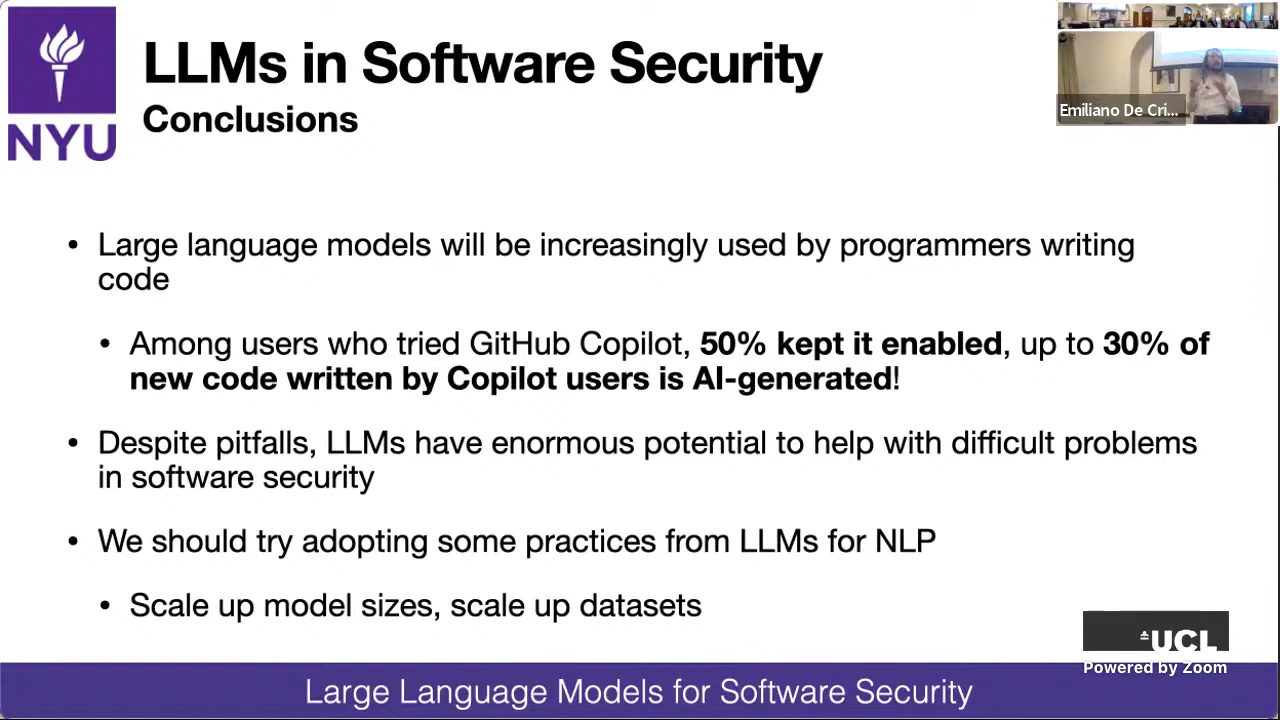 NYU
LLMs in Software Security
Conclusions
Emiliano De Cri...
• Large language models will be increasingly used by programmers writing
code
• Among users who tried GitHub Copilot, 50% kept it enabled, up to 30% of
new code written by Copilot users is AI-generated!
• Despite pitfalls, LLMs have enormous potential to help with difficult problems
in software security
• We should try adopting some practices from LLMs for NLP
• Scale up model sizes, scale up datasets
UCL
Powered by Zoom
Large Language Models for Software Security